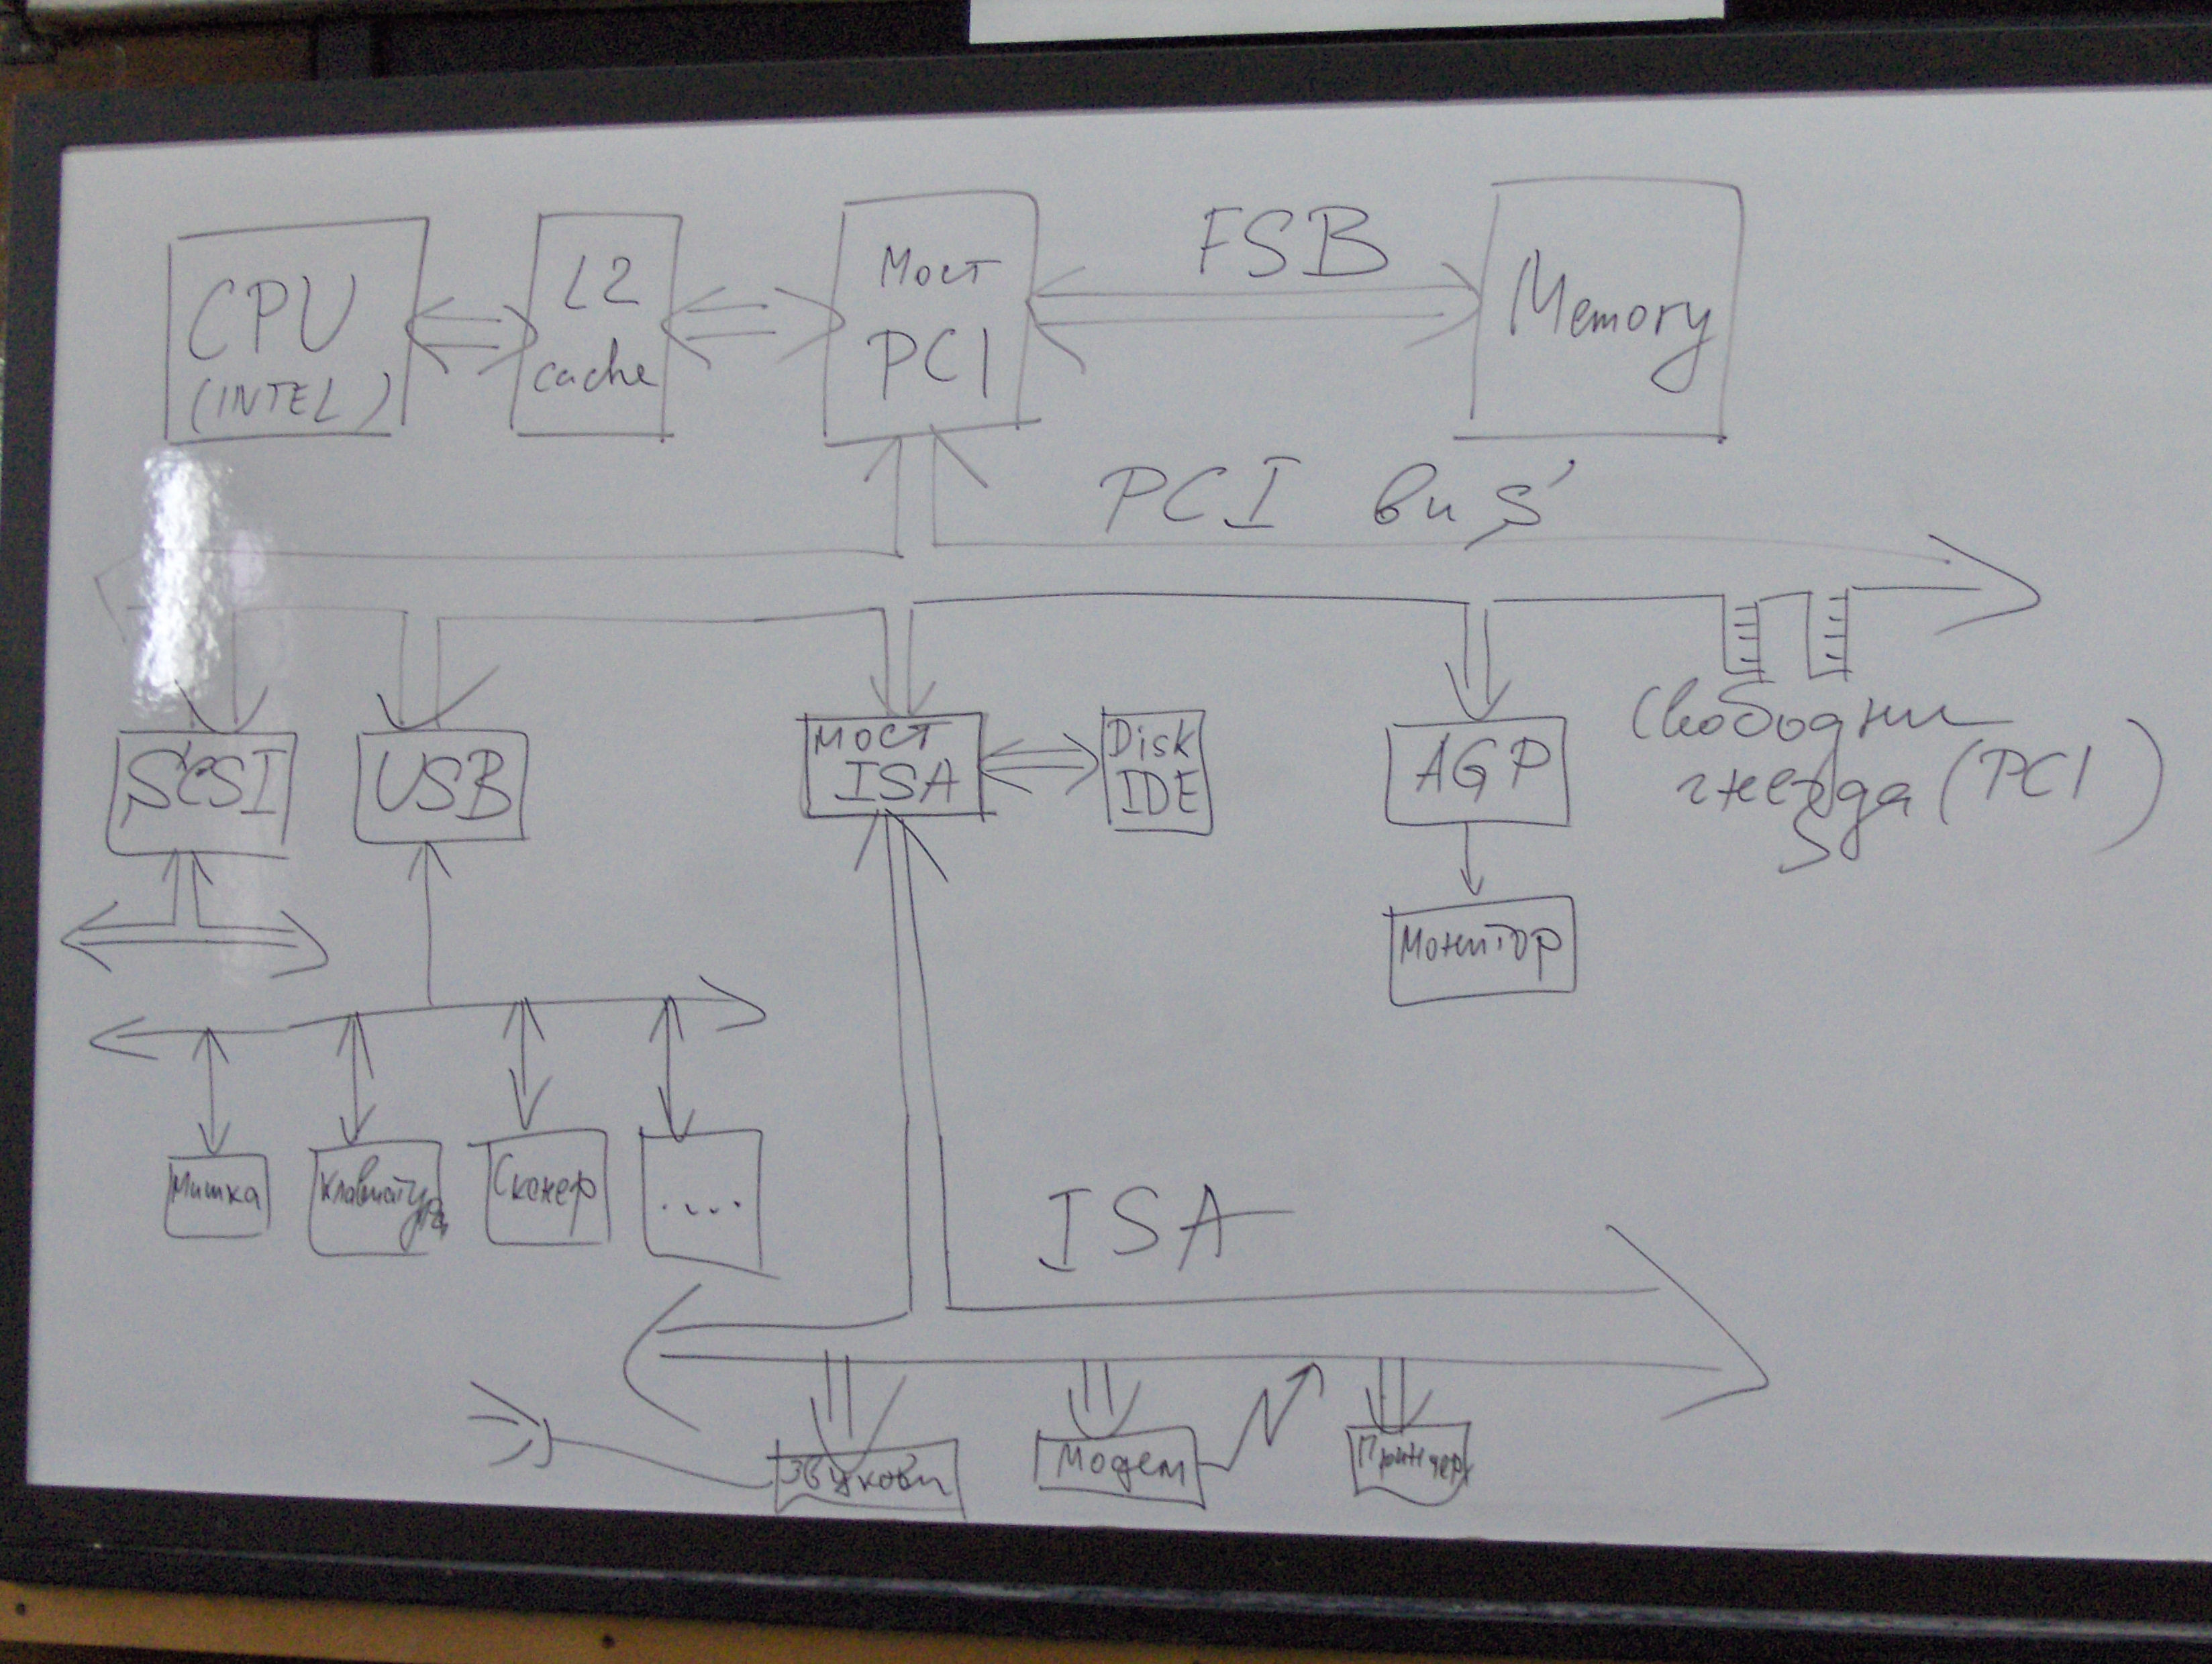 CPU
(INTEL)
L2
cache
Мост
PCI
FSB
Memory
PCI bus
SCSI
USB
мост
ISA
Disk
IDE
AGP
Свободни
гнезда (PCI)
Монитор
Мишка
Клавиатура
Скенер
....
ISA
Звукови
Модем
Принтер